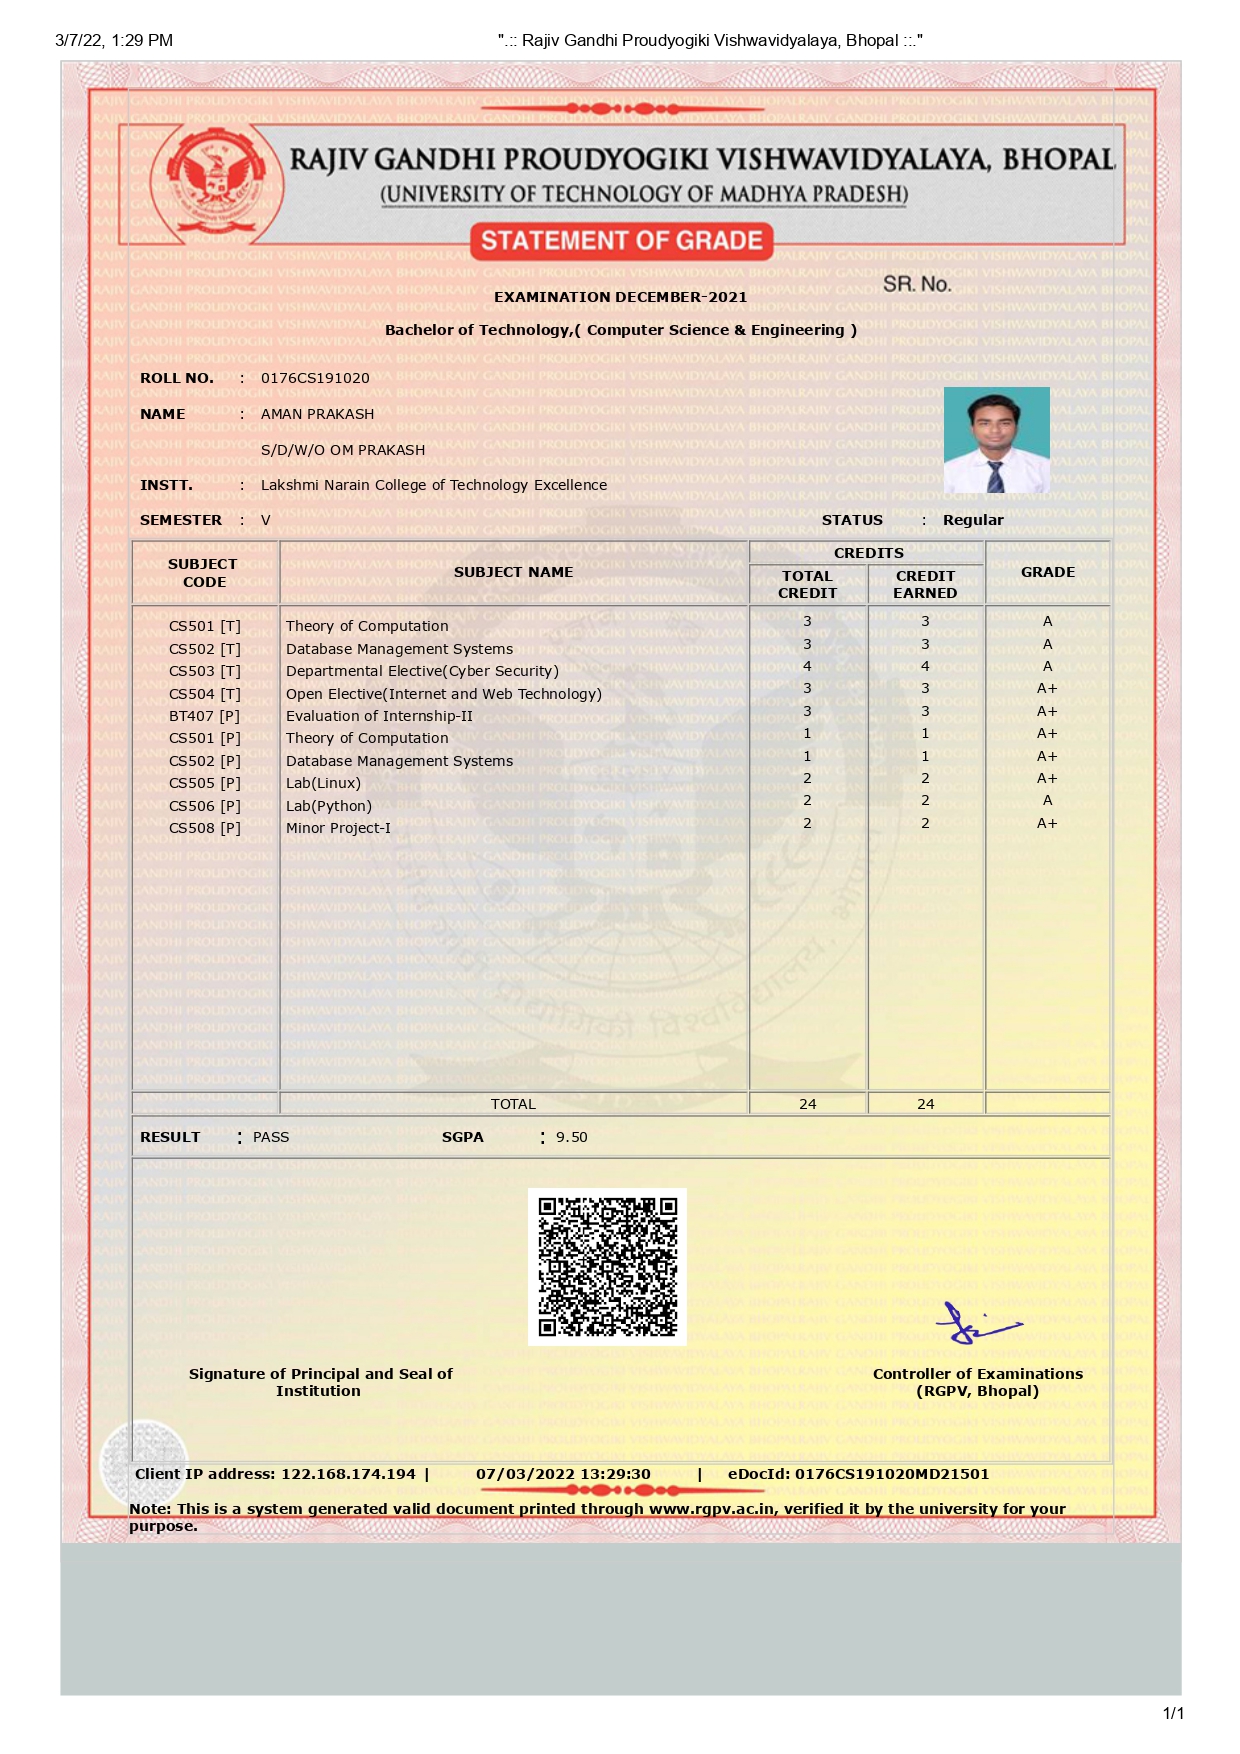 3/7/22, 1:29 PM ".:: Rajiv Gandhi Proudyogiki Vishwavidyalaya, Bhopal ::."
RAJIV GANDHI PROUDYOGIKI VISHWAVIDYALAYA, BHOPAL
(UNIVERSITY OF TECHNOLOGY OF MADHYA PRADESH)
STATEMENT OF GRADE
SR. No.
EXAMINATION DECEMBER-2021
Bachelor of Technology,( Computer Science & Engineering )
ROLL NO. : 0176CS191020
NAME : AMAN PRAKASH
S/D/W/O OM PRAKASH
INSTT. : Lakshmi Narain College of Technology Excellence
SEMESTER : V STATUS : Regular
SUBJECT CODE SUBJECT NAME CREDITS GRADE
TOTAL CREDIT CREDIT EARNED
CS501 [T] Theory of Computation 3 3 A
CS502 [T] Database Management Systems 3 3 A
CS503 [T] Departmental Elective(Cyber Security) 4 4 A
CS504 [T] Open Elective(Internet and Web Technology) 3 3 A+
BT407 [P] Evaluation of Internship-II 3 3 A+
CS501 [P] Theory of Computation 1 1 A+
CS502 [P] Database Management Systems 1 1 A+
CS505 [P] Lab(Linux) 2 2 A+
CS506 [P] Lab(Python) 2 2 A
CS508 [P] Minor Project-I 2 2 A+
TOTAL 24 24
RESULT : PASS SGPA : 9.50
Signature of Principal and Seal of
Institution
Controller of Examinations
(RGPV, Bhopal)
Client IP address: 122.168.174.194 | 07/03/2022 13:29:30 | eDocId: 0176CS191020MD21501
Note: This is a system generated valid document printed through www.rgpv.ac.in, verified it by the university for your
purpose.
1/1